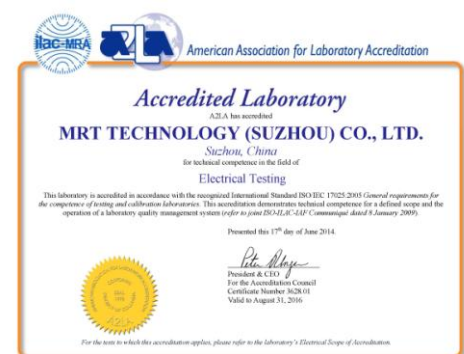 ilac-MRA
A2LA
American Association for Laboratory Accreditation
Accredited Laboratory
A2LA has accredited
MRT TECHNOLOGY (SUZHOU) CO., LTD.
Suzhou, China
for technical competence in the field of
Electrical Testing
This laboratory is accredited in accordance with the recognized International Standard ISO/IEC 17025:2005 General requirements for
the competence of testing and calibration laboratories. This accreditation demonstrates technical competence for a defined scope and the
operation of a laboratory quality management system (refer to joint ISO-ILAC-IAF Communiqué dated 8 January 2009).
Presented this 17th day of June 2014.
President & CEO
For the Accreditation Council
Certificate Number 3628.01
Valid to August 31, 2016
A2LA
For the tests to which this accreditation applies, please refer to the laboratory's Electrical Scope of Accreditation.